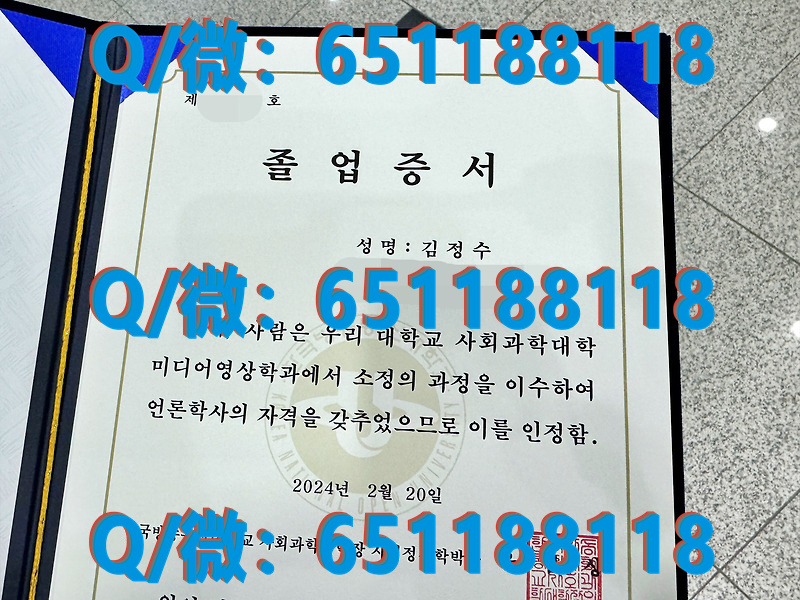 Q/微：651188118
제 호
졸업증서
성명：김정수
Q/微：651188118
사람은 우리 대학교 사회과학대학
미디어영상학과에서 소정의 과정을 이수하여
언론학사의 자격을 갖추었으므로 이를 인정함.
2024년 2월 20일
Q/微：651188118